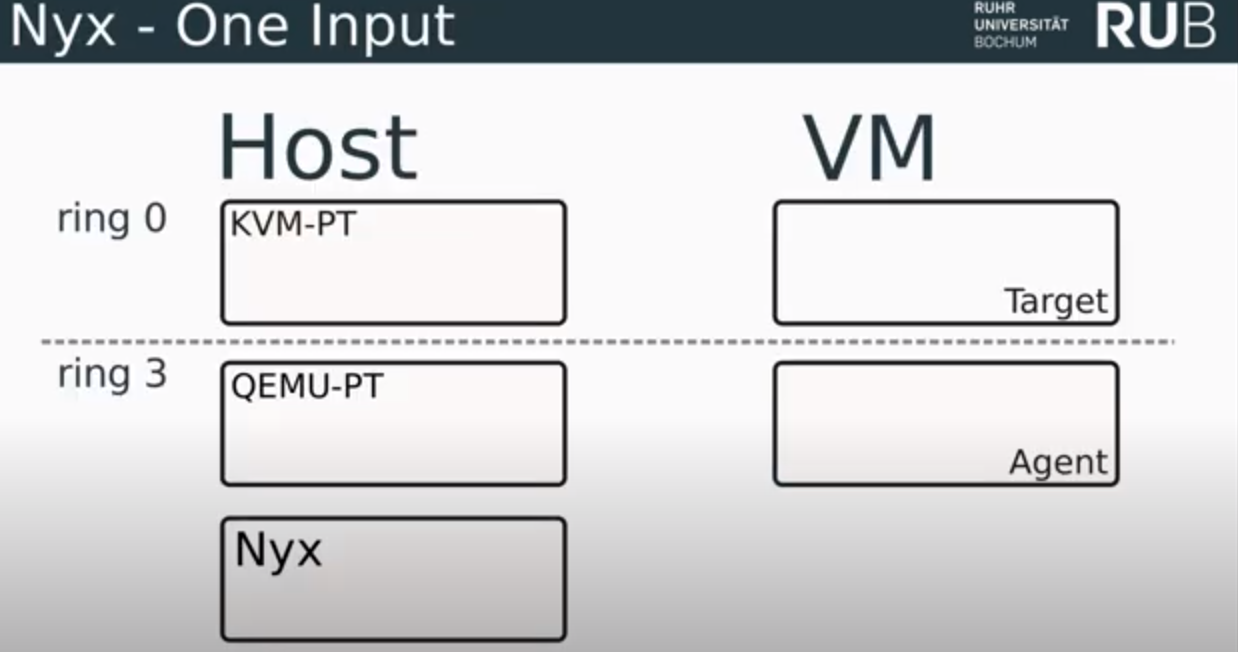 Nyx - One Input
RUHR
UNIVERSITÄT
BOCHUM
RUB
Host
VM
ring 0
KVM-PT
Target
ring 3
QEMU-PT
Agent
Nyx